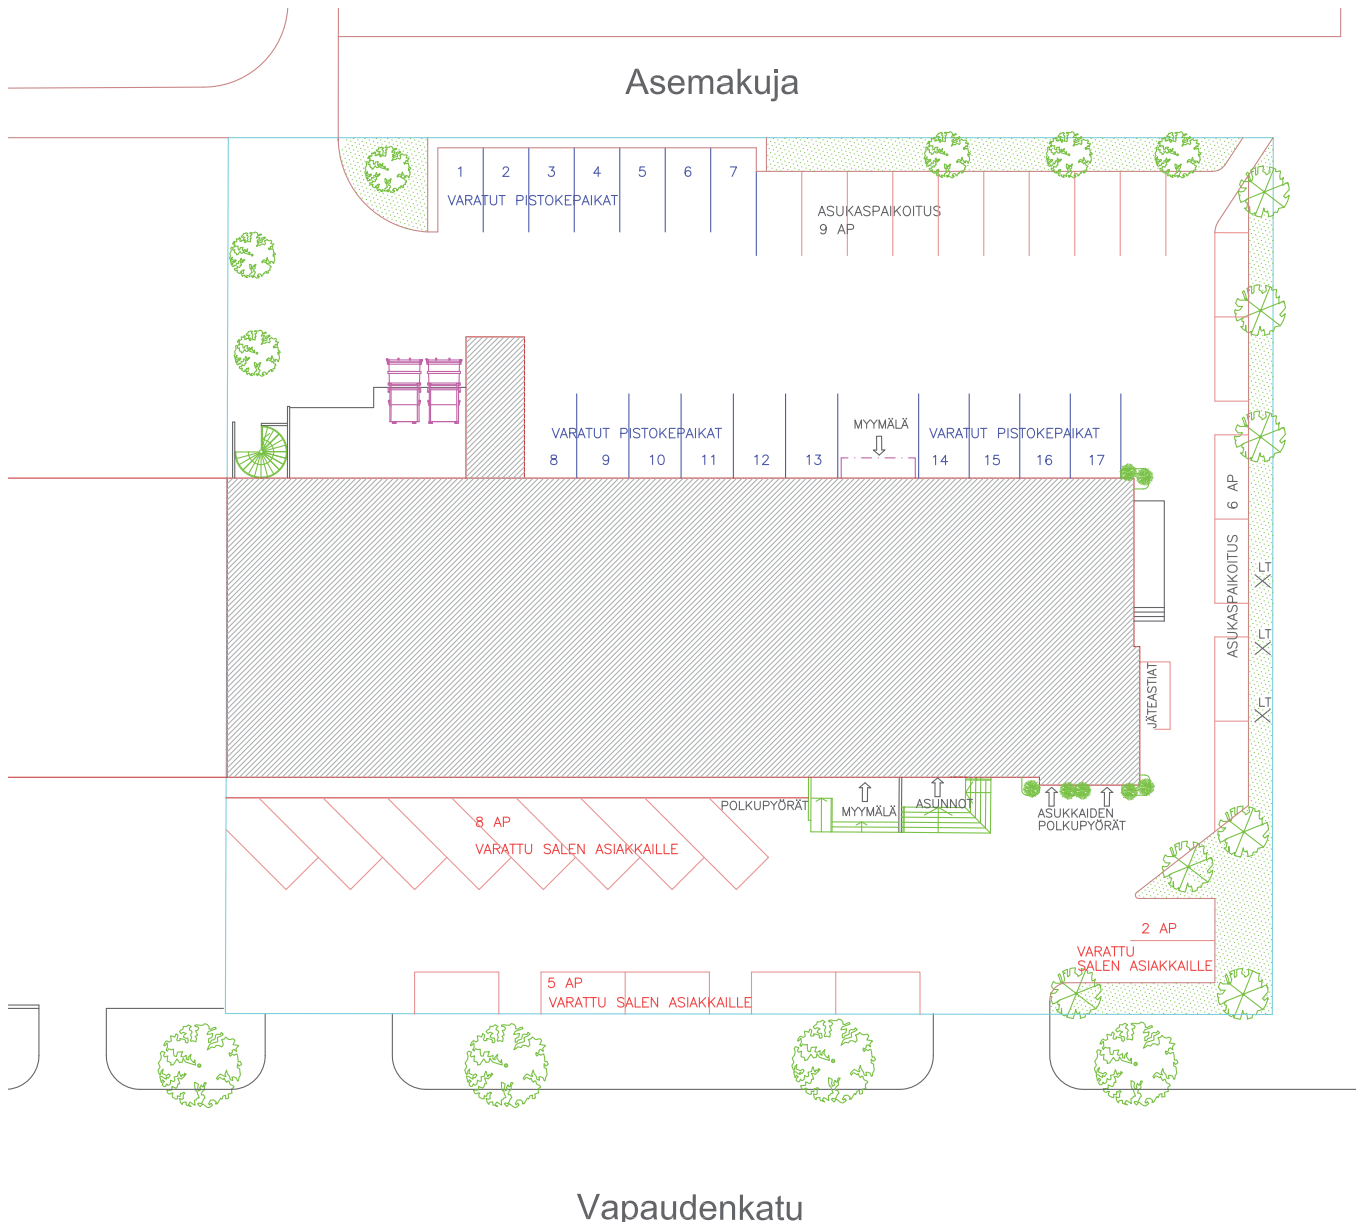 Asemakuja
1 2 3 4 5 6 7
VARATUT PISTOKEPAIKAT
ASUKASPAIKOITUS
9 AP
MYYMÄLÄ
VARATUT PISTOKEPAIKAT
VARATUT PISTOKEPAIKAT
8 9 10 11 12 13
14 15 16 17
ASUKASPAIKOITUS 6 AP
LT
LT
LT
JÄTEASTIAT
POLKUPYÖRÄT
MYYMÄLÄ
ASUNNOT
ASUKKAIDEN
POLKUPYÖRÄT
8 AP
VARATTU SALEN ASIAKKAILLE
2 AP
VARATTU
SALEN ASIAKKAILLE
5 AP
VARATTU SALEN ASIAKKAILLE
Vapaudenkatu